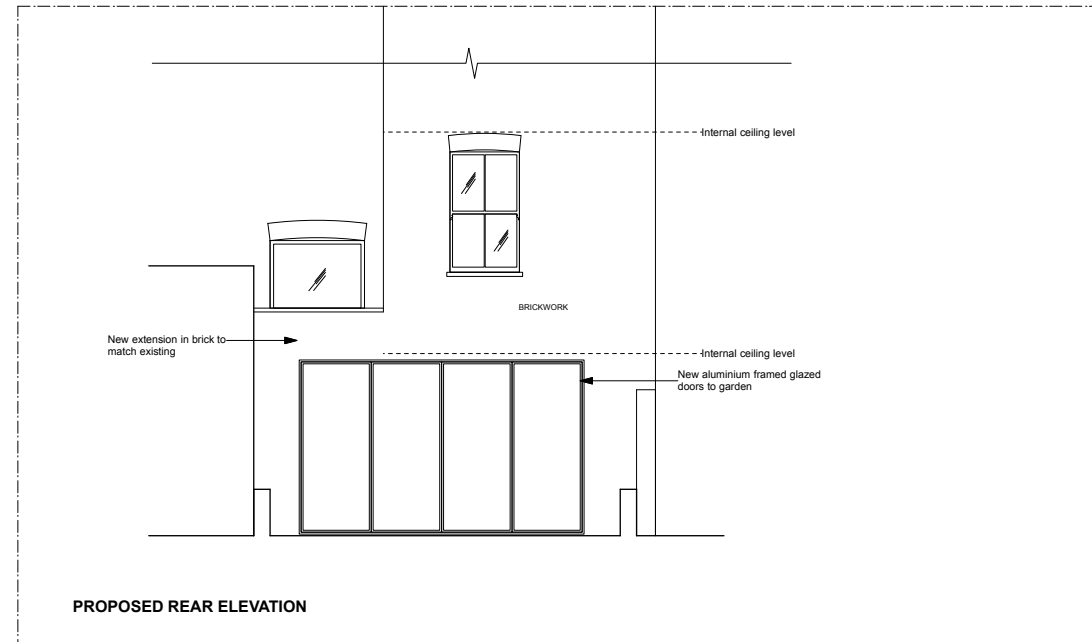 Internal ceiling level
BRICKWORK
New extension in brick to
match existing
Internal ceiling level
New aluminium framed glazed
doors to garden
PROPOSED REAR ELEVATION